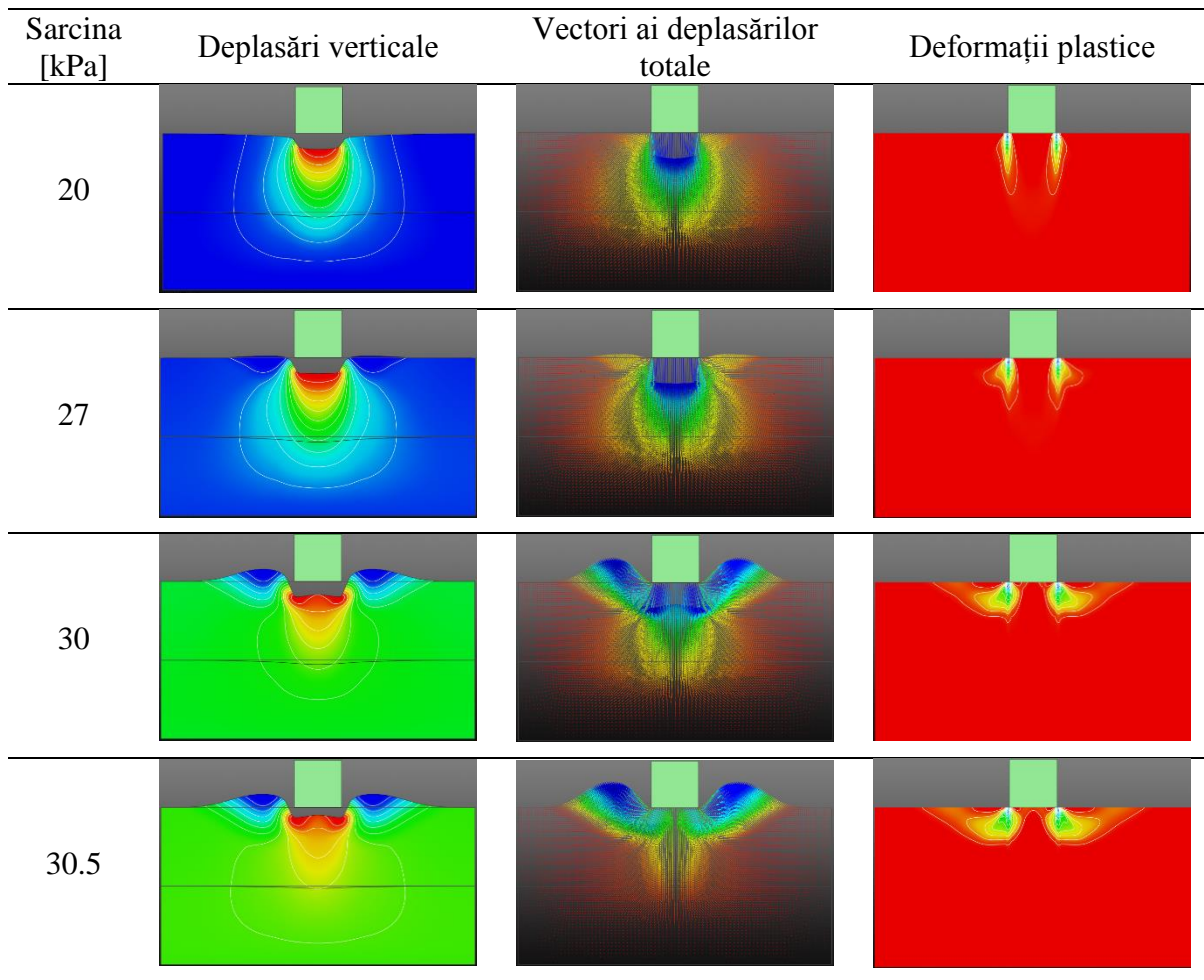 Sarcina
[kPa]
Deplasări verticale
Vectori ai deplasărilor
totale
Deformații plastice
20
27
30
30.5